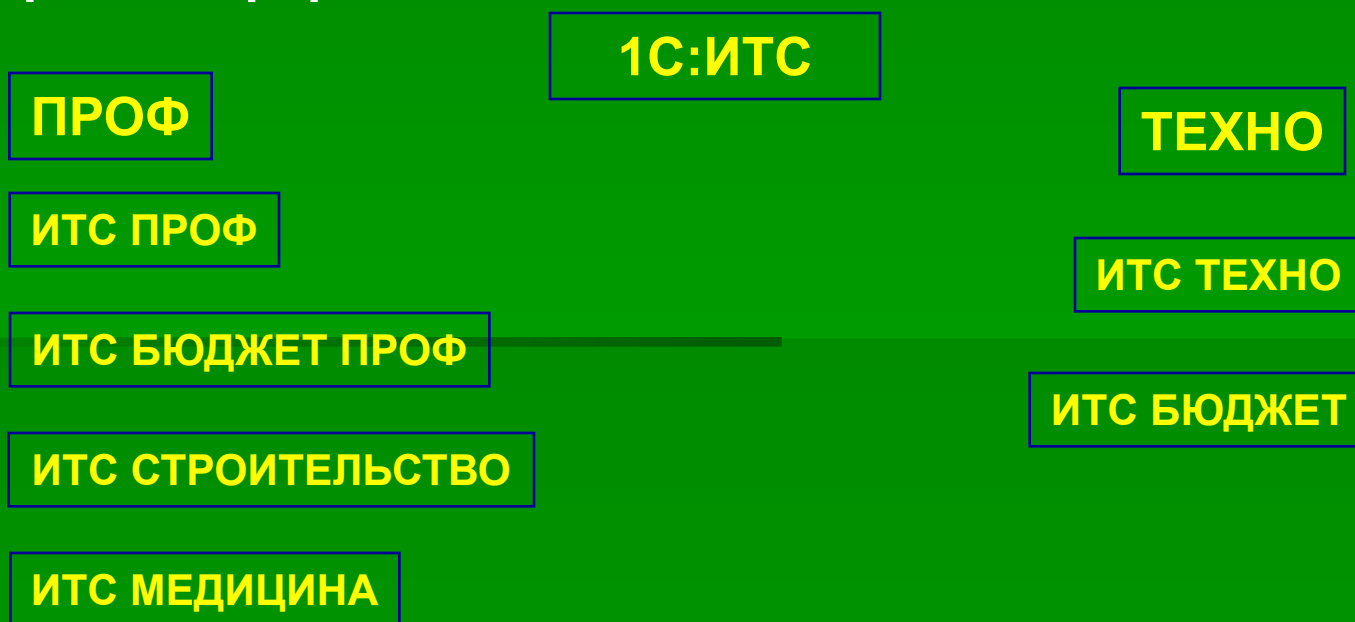 1С:ИТС
ПРОФ
ТЕХНО
ИТС ПРОФ
ИТС ТЕХНО
ИТС БЮДЖЕТ ПРОФ
ИТС БЮДЖЕТ
ИТС СТРОИТЕЛЬСТВО
ИТС МЕДИЦИНА